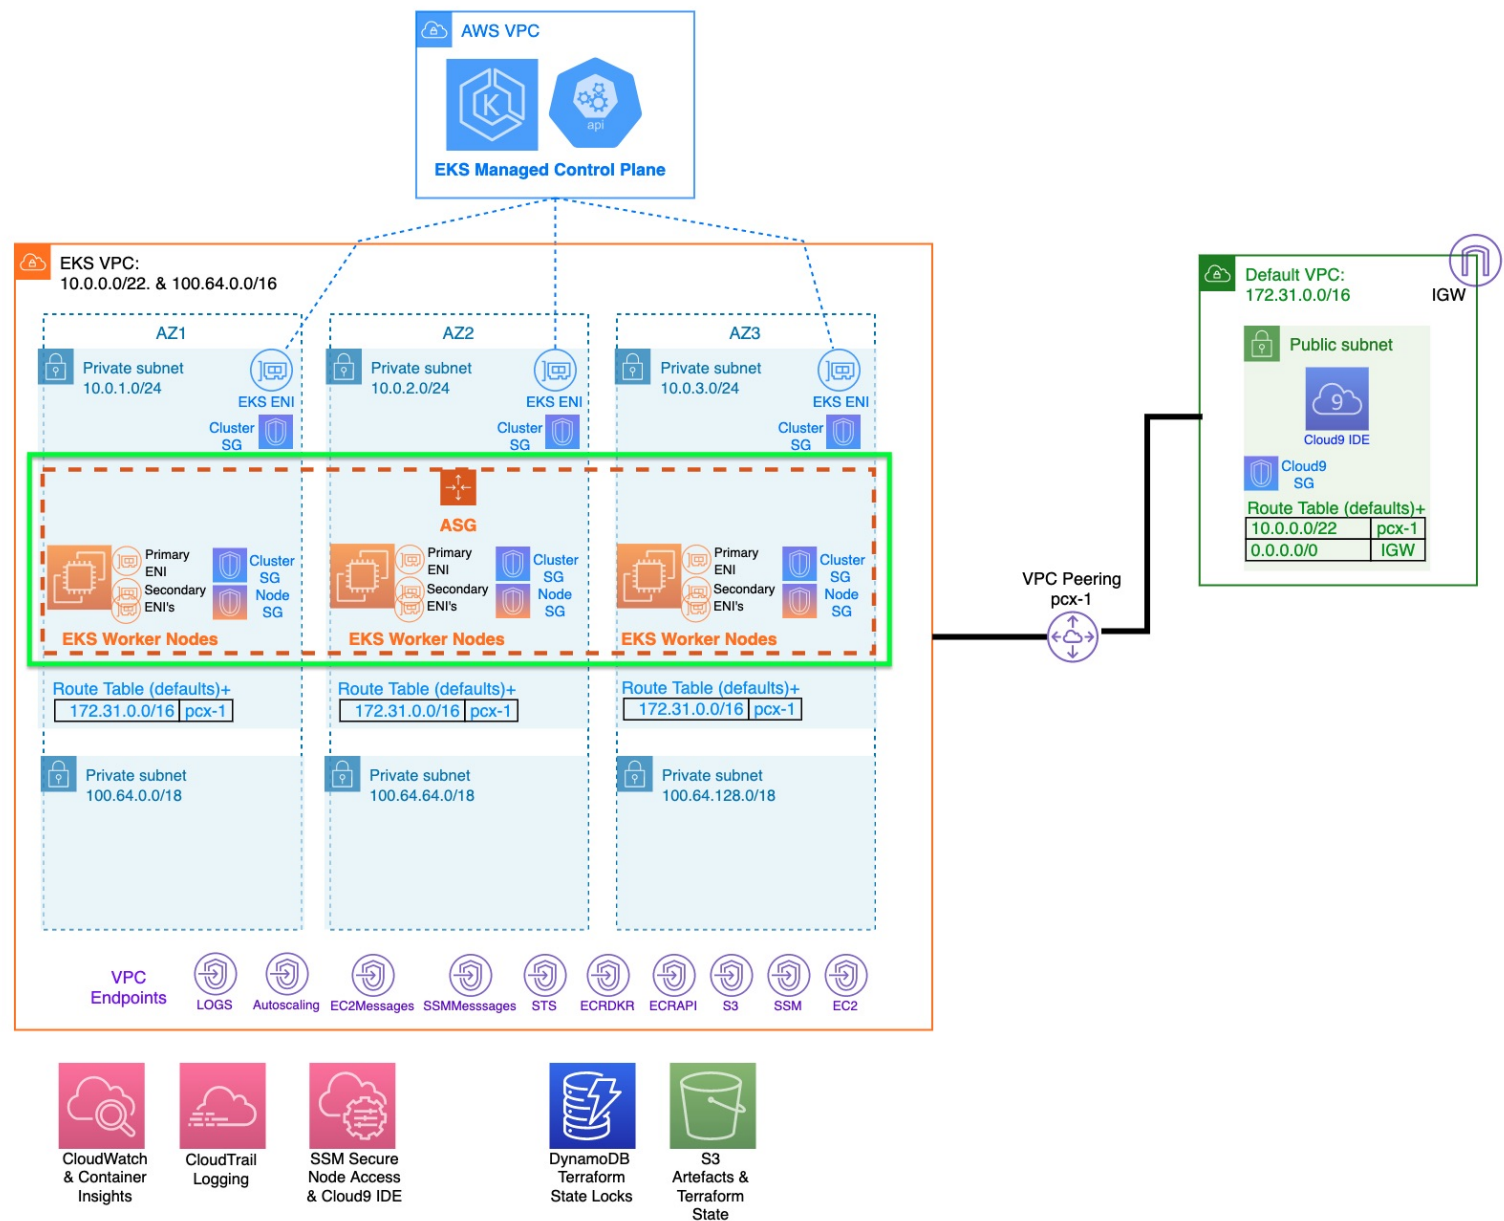 AWS VPC
K
api
EKS Managed Control Plane
EKS VPC:
10.0.0.0/22. & 100.64.0.0/16
AZ1
Private subnet
10.0.1.0/24
EKS ENI
Cluster
SG
AZ2
Private subnet
10.0.2.0/24
EKS ENI
Cluster
SG
AZ3
Private subnet
10.0.3.0/24
EKS ENI
Cluster
SG
ASG
Primary
ENI
Secondary
ENI's
Cluster
SG
Node
SG
EKS Worker Nodes
Primary
ENI
Secondary
ENI's
Cluster
SG
Node
SG
EKS Worker Nodes
Primary
ENI
Secondary
ENI's
Cluster
SG
Node
SG
EKS Worker Nodes
Route Table (defaults)+
172.31.0.0/16 pcx-1
Route Table (defaults)+
172.31.0.0/16 pcx-1
Route Table (defaults)+
172.31.0.0/16 pcx-1
Private subnet
100.64.0.0/18
Private subnet
100.64.64.0/18
Private subnet
100.64.128.0/18
VPC
Endpoints
LOGS
Autoscaling
EC2Messages
SSMMesssages
STS
ECRDKR
ECRAPI
S3
SSM
EC2
VPC Peering
pcx-1
Default VPC:
172.31.0.0/16
IGW
Public subnet
9
Cloud9 IDE
Cloud9
SG
Route Table (defaults)+
10.0.0.0/22 pcx-1
0.0.0.0/0 IGW
CloudWatch
& Container
Insights
CloudTrail
Logging
SSM Secure
Node Access
& Cloud9 IDE
DynamoDB
Terraform
State Locks
S3
Artefacts &
Terraform
State